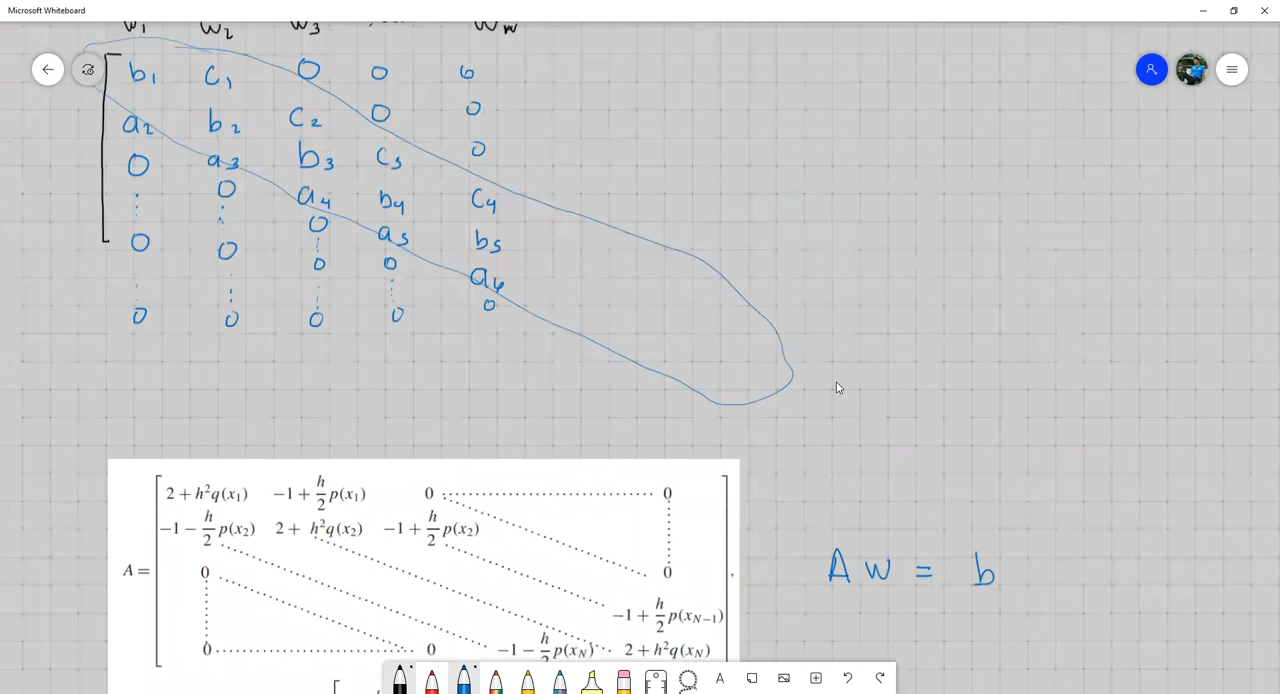 Microsoft Whiteboard
w₁ w₂ w₃ ... w_N
b₁ c₁ 0 0 0
a₂ b₂ c₂ 0 0
0 a₃ b₃ c₃ 0
⋮ 0 a₄ b₄ c₄
0 ⋮ 0 a₅ b₅
0 ⋮ 0 0 a₆
⋮ ⋮ ⋮ ⋮ 0
0 0 0 0
2 + h²q(x₁) −1 + h/2 p(x₁) 0 ........ 0
−1 − h/2 p(x₂) 2 + h²q(x₂) −1 + h/2 p(x₂)
A = 0 0 ,
−1 + h/2 p(x_{N−1})
0 ........ 0 −1 − h/2 p(x_N) 2 + h²q(x_N)
A w = b